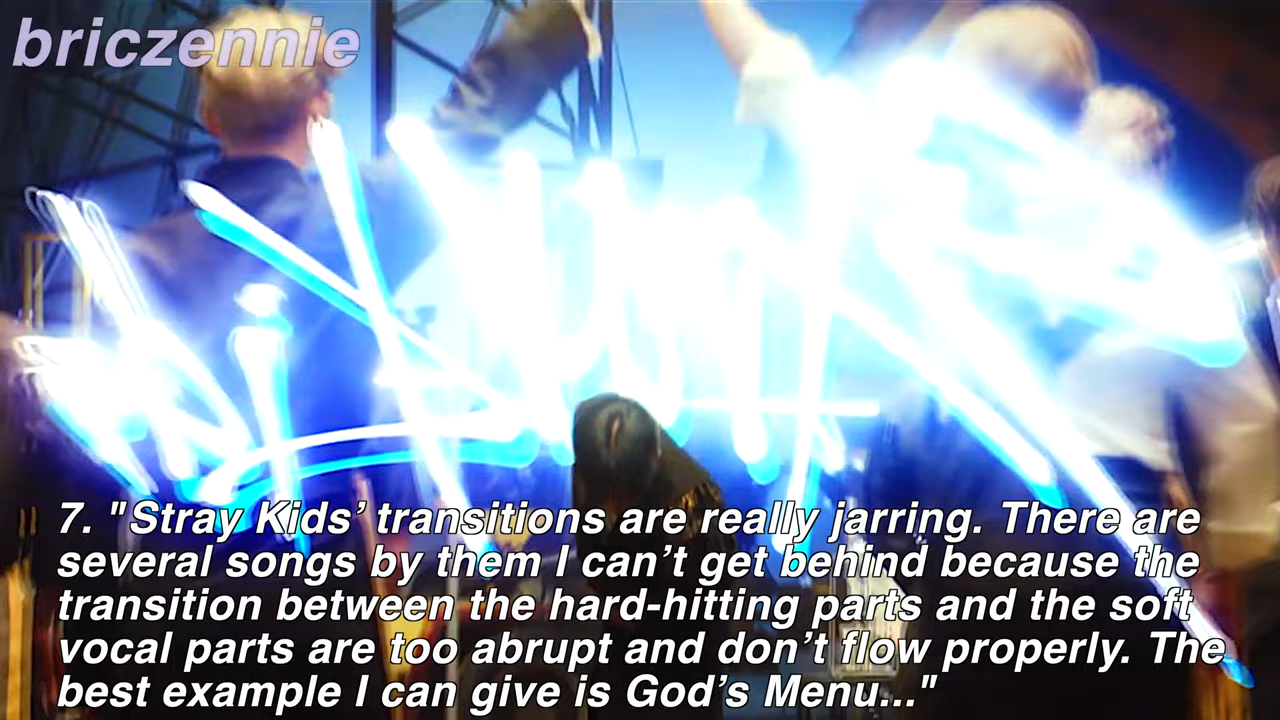 briczennie
7. "Stray Kids’ transitions are really jarring. There are
several songs by them I can’t get behind because the
transition between the hard-hitting parts and the soft
vocal parts are too abrupt and don’t flow properly. The
best example I can give is God’s Menu..."